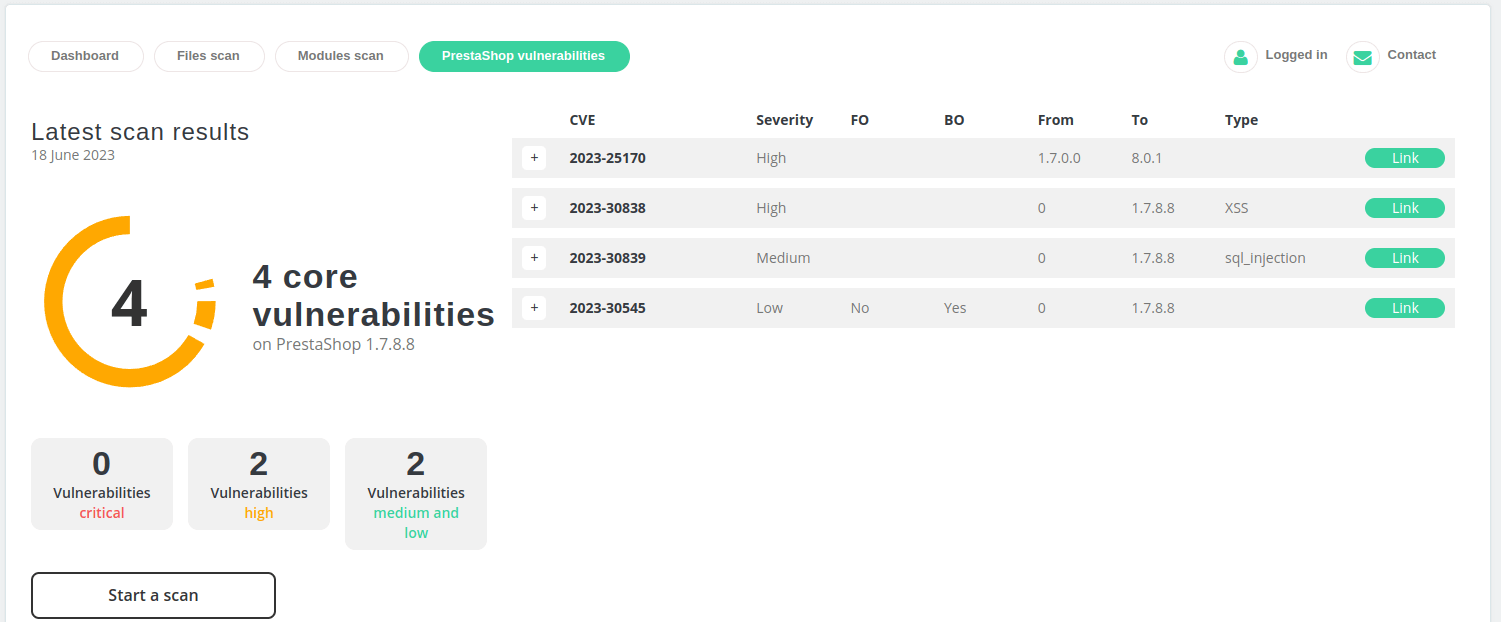 Dashboard Files scan Modules scan PrestaShop vulnerabilities Logged in Contact
Latest scan results
18 June 2023
4
4 core
vulnerabilities
on PrestaShop 1.7.8.8
0
Vulnerabilities
critical
2
Vulnerabilities
high
2
Vulnerabilities
medium and
low
Start a scan
CVE Severity FO BO From To Type
+ 2023-25170 High 1.7.0.0 8.0.1 Link
+ 2023-30838 High 0 1.7.8.8 XSS Link
+ 2023-30839 Medium 0 1.7.8.8 sql_injection Link
+ 2023-30545 Low No Yes 0 1.7.8.8 Link